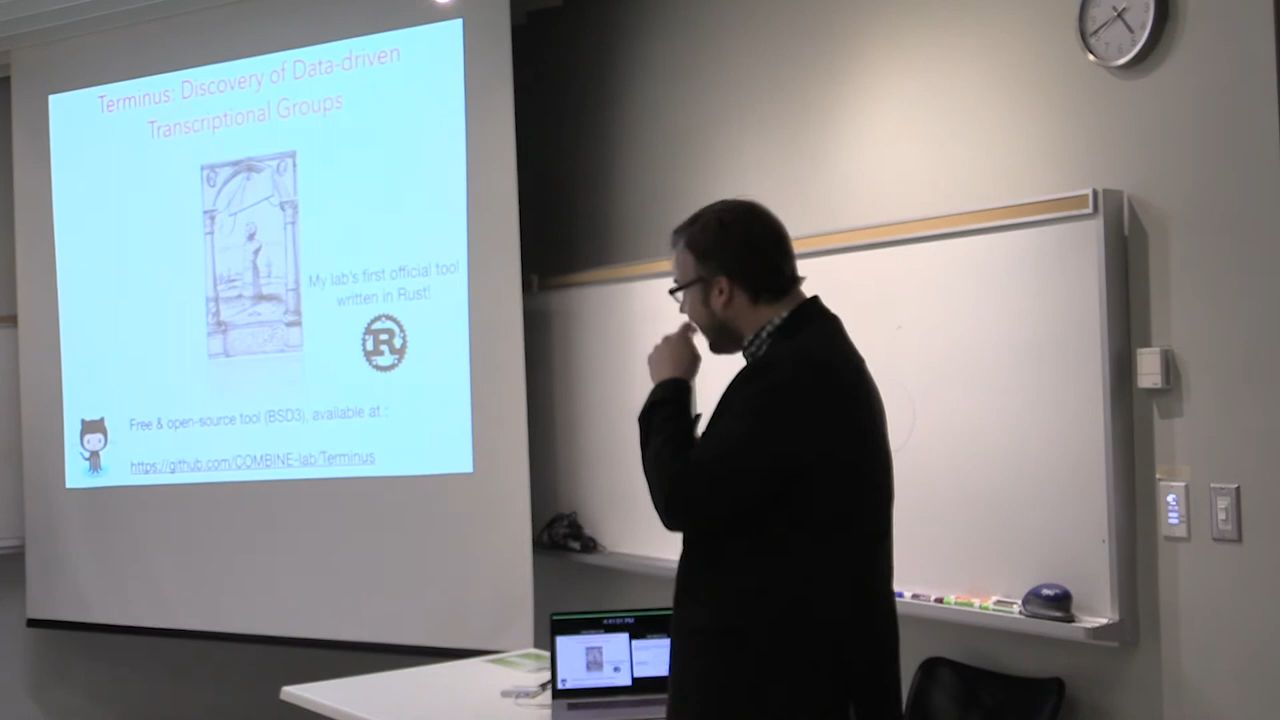 Terminus: Discovery of Data-driven
Transcriptional Groups
My lab's first official tool
written in Rust!
R
Free & open-source tool (BSD3), available at :
https://github.com/COMBINE-lab/Terminus